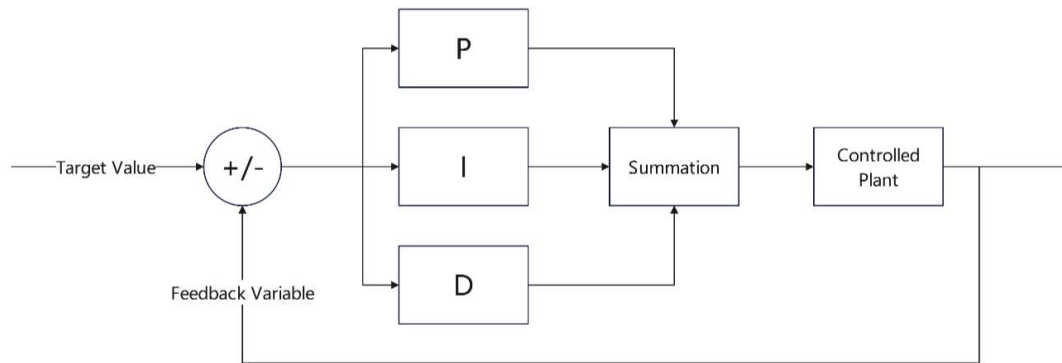 P
Target Value
+/-
I
Summation
Controlled
Plant
D
Feedback Variable